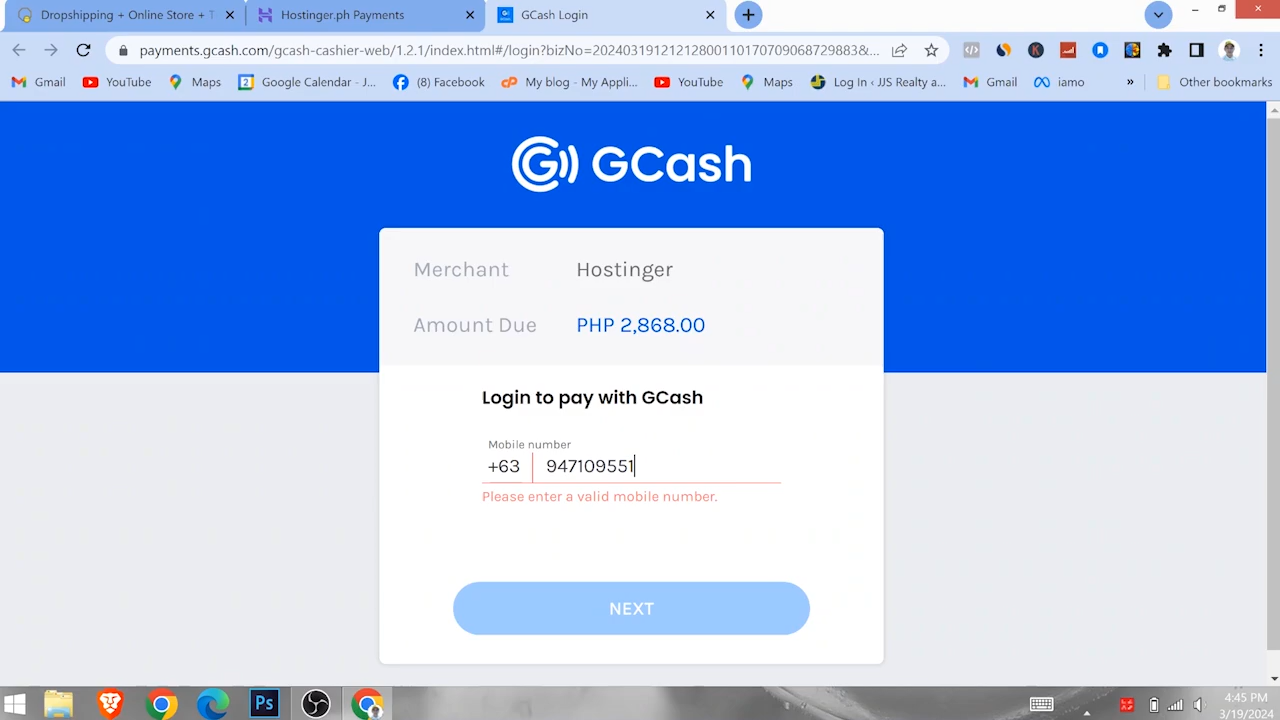 Dropshipping + Online Store + T
Hostinger.ph Payments
GCash Login
payments.gcash.com/gcash-cashier-web/1.2.1/index.html#/login?bizNo=20240319121212800110170709068729883&...
Gmail
YouTube
Maps
Google Calendar - J...
(8) Facebook
My blog - My Appli...
YouTube
Maps
Log In ‹ JJS Realty a...
Gmail
iamo
»
Other bookmarks
GCash
Merchant Hostinger
Amount Due PHP 2,868.00
Login to pay with GCash
Mobile number
+63 947109551
Please enter a valid mobile number.
NEXT
Ps
4:45 PM
3/19/2024